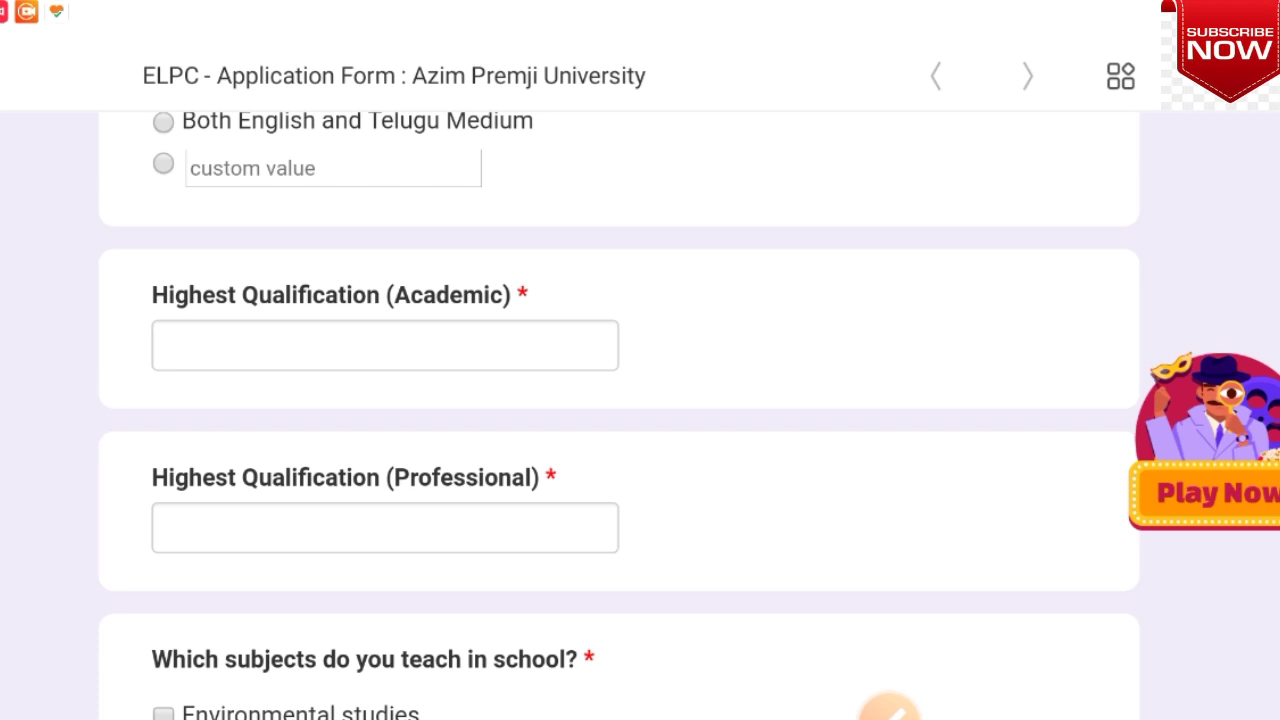 SUBSCRIBE
NOW
ELPC - Application Form : Azim Premji University
Both English and Telugu Medium
custom value
Highest Qualification (Academic) *
Highest Qualification (Professional) *
Play Now
Which subjects do you teach in school? *
Environmental studies